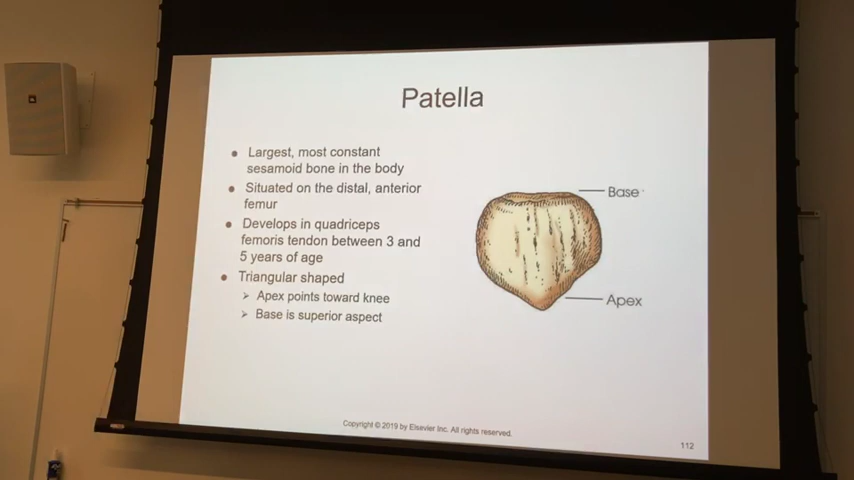 Patella
● Largest, most constant
sesamoid bone in the body
● Situated on the distal, anterior
femur
● Develops in quadriceps
femoris tendon between 3 and
5 years of age
● Triangular shaped
➢ Apex points toward knee
➢ Base is superior aspect
Base
Apex
Copyright © 2019 by Elsevier Inc. All rights reserved.
112